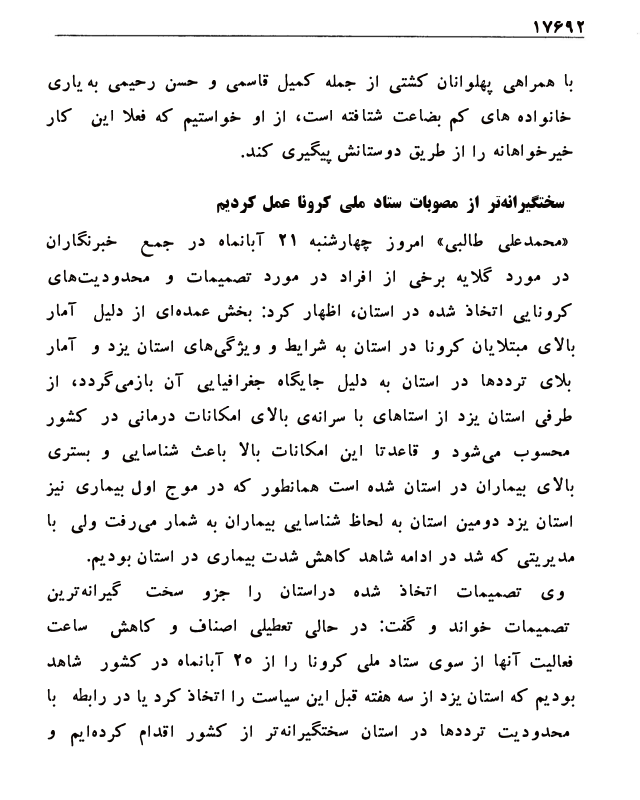 ۱۷۶۹۲
با همراهی پهلوانان کشتی از جمله کمیل قاسمی و حسن رحیمی به یاری
خانواده های کم بضاعت شتافته است، از او خواستیم که فعلا این کار
خیرخواهانه را از طریق دوستانش پیگیری کند.
سختگیرانه‌تر از مصوبات ستاد ملی کرونا عمل کردیم
«محمدعلی طالبی» امروز چهارشنبه ۲۱ آبانماه در جمع خبرنگاران
در مورد گلایه برخی از افراد در مورد تصمیمات و محدودیت‌های
کرونایی اتخاذ شده در استان، اظهار کرد: بخش عمده‌ای از دلیل آمار
بالای مبتلایان کرونا در استان به شرایط و ویژگی‌های استان یزد و آمار
بلای ترددها در استان به دلیل جایگاه جغرافیایی آن بازمی‌گردد، از
طرفی استان یزد از استاهای با سرانه‌ی بالای امکانات درمانی در کشور
محسوب می‌شود و قاعدتا این امکانات بالا باعث شناسایی و بستری
بالای بیماران در استان شده است همانطور که در موج اول بیماری نیز
استان یزد دومین استان به لحاظ شناسایی بیماران به شمار می‌رفت ولی با
مدیریتی که شد در ادامه شاهد کاهش شدت بیماری در استان بودیم.
وی تصمیمات اتخاذ شده دراستان را جزو سخت گیرانه‌ترین
تصمیمات خواند و گفت: در حالی تعطیلی اصناف و کاهش ساعت
فعالیت آنها از سوی ستاد ملی کرونا را از ۲۵ آبانماه در کشور شاهد
بودیم که استان یزد از سه هفته قبل این سیاست را اتخاذ کرد یا در رابطه با
محدودیت ترددها در استان سختگیرانه‌تر از کشور اقدام کرده‌ایم و